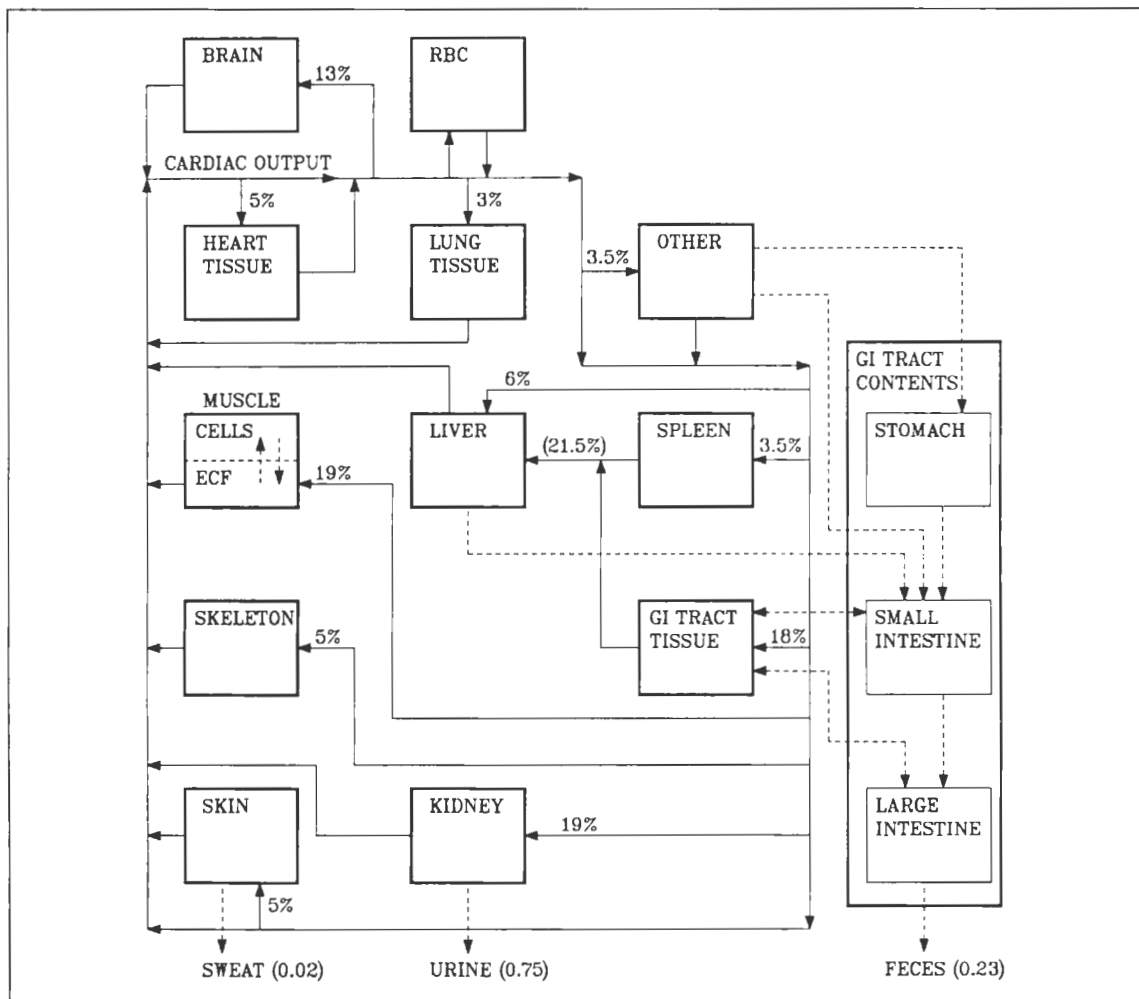 BRAIN
13%
RBC
CARDIAC OUTPUT
5%
HEART
TISSUE
3%
LUNG
TISSUE
3.5%
OTHER
GI TRACT
CONTENTS
6%
MUSCLE
CELLS
ECF
19%
LIVER
(21.5%)
SPLEEN
3.5%
STOMACH
SKELETON
5%
GI TRACT
TISSUE
18%
SMALL
INTESTINE
SKIN
5%
KIDNEY
19%
LARGE
INTESTINE
SWEAT (0.02)
URINE (0.75)
FECES (0.23)